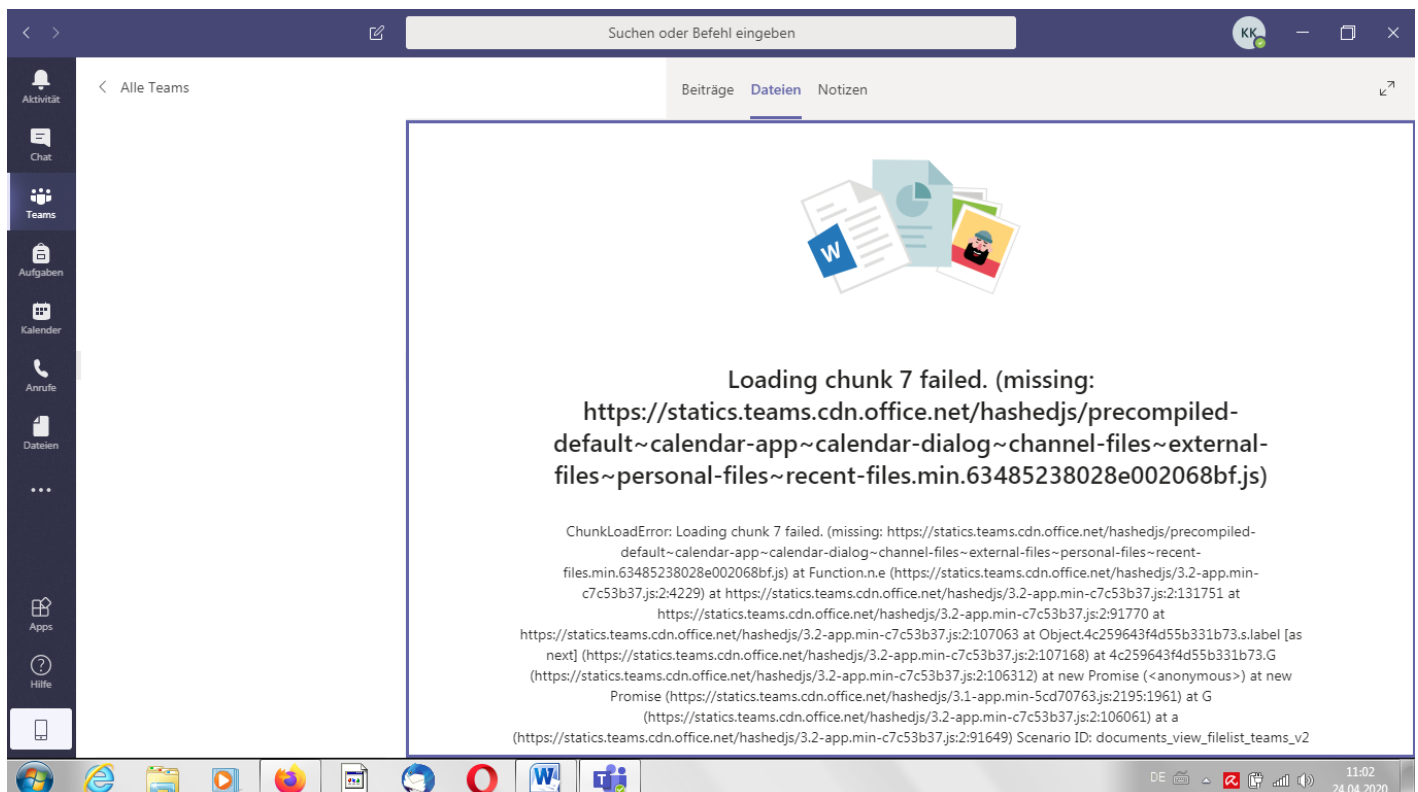 Suchen oder Befehl eingeben
KK
Aktivität
Chat
Teams
Aufgaben
Kalender
Anrufe
Dateien
Apps
Hilfe
Alle Teams
Beiträge Dateien Notizen
W
Loading chunk 7 failed. (missing:
https://statics.teams.cdn.office.net/hashedjs/precompiled-
default~calendar-app~calendar-dialog~channel-files~external-
files~personal-files~recent-files.min.63485238028e002068bf.js)
ChunkLoadError: Loading chunk 7 failed. (missing: https://statics.teams.cdn.office.net/hashedjs/precompiled-
default~calendar-app~calendar-dialog~channel-files~external-files~personal-files~recent-
files.min.63485238028e002068bf.js) at Function.n.e (https://statics.teams.cdn.office.net/hashedjs/3.2-app.min-
c7c53b37.js:2:4229) at https://statics.teams.cdn.office.net/hashedjs/3.2-app.min-c7c53b37.js:2:131751 at
https://statics.teams.cdn.office.net/hashedjs/3.2-app.min-c7c53b37.js:2:91770 at
https://statics.teams.cdn.office.net/hashedjs/3.2-app.min-c7c53b37.js:2:107063 at Object.4c259643f4d55b331b73.s.label [as
next] (https://statics.teams.cdn.office.net/hashedjs/3.2-app.min-c7c53b37.js:2:107168) at 4c259643f4d55b331b73.G
(https://statics.teams.cdn.office.net/hashedjs/3.2-app.min-c7c53b37.js:2:106312) at new Promise (<anonymous>) at new
Promise (https://statics.teams.cdn.office.net/hashedjs/3.1-app.min-5cd70763.js:2195:1961) at G
(https://statics.teams.cdn.office.net/hashedjs/3.2-app.min-c7c53b37.js:2:106061) at a
(https://statics.teams.cdn.office.net/hashedjs/3.2-app.min-c7c53b37.js:2:91649) Scenario ID: documents_view_filelist_teams_v2
W
T
DE
11:02
24.04.2020